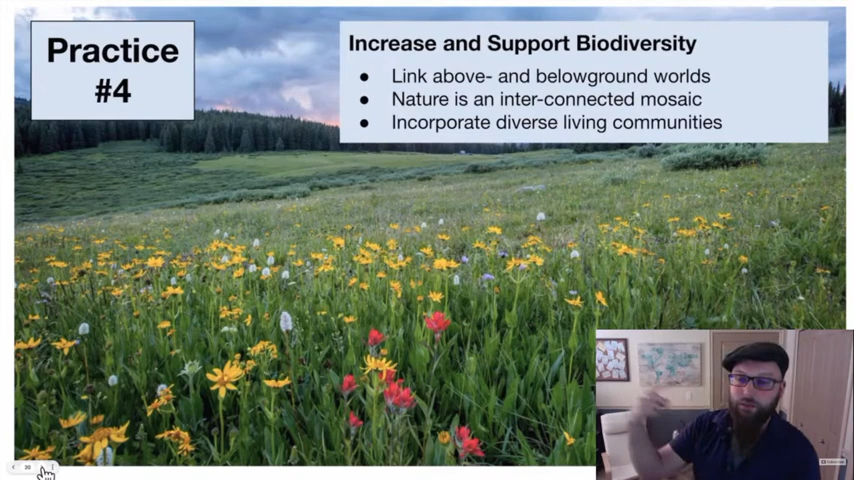 Practice
#4
Increase and Support Biodiversity
● Link above- and belowground worlds
● Nature is an inter-connected mosaic
● Incorporate diverse living communities